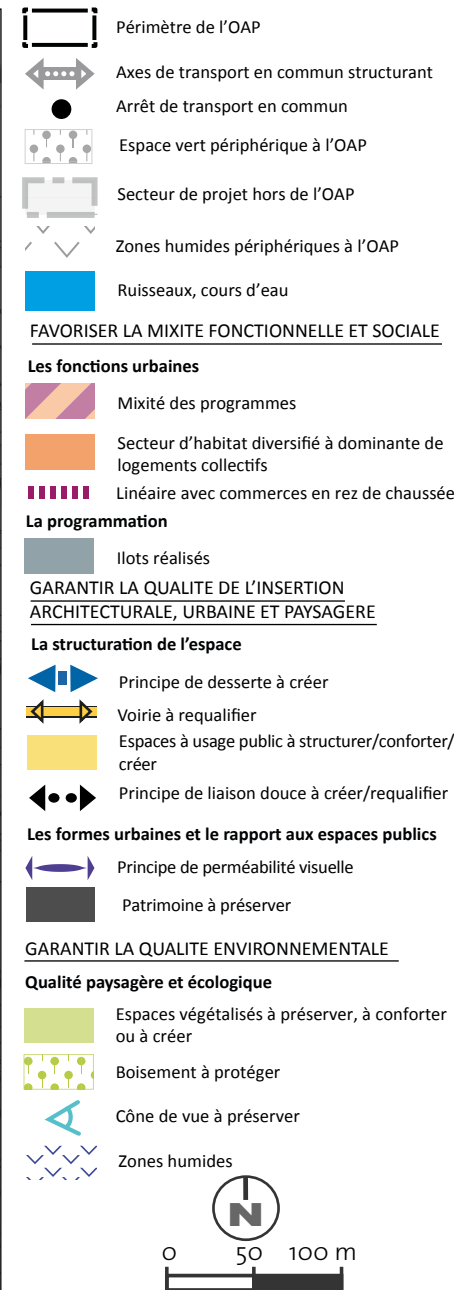 Périmètre de l'OAP
Axes de transport en commun structurant
Arrêt de transport en commun
Espace vert périphérique à l'OAP
Secteur de projet hors de l'OAP
Zones humides périphériques à l'OAP
Ruisseaux, cours d'eau
FAVORISER LA MIXITE FONCTIONNELLE ET SOCIALE
Les fonctions urbaines
Mixité des programmes
Secteur d'habitat diversifié à dominante de
logements collectifs
Linéaire avec commerces en rez de chaussée
La programmation
Ilots réalisés
GARANTIR LA QUALITE DE L'INSERTION
ARCHITECTURALE, URBAINE ET PAYSAGERE
La structuration de l'espace
Principe de desserte à créer
Voirie à requalifier
Espaces à usage public à structurer/conforter/
créer
Principe de liaison douce à créer/requalifier
Les formes urbaines et le rapport aux espaces publics
Principe de perméabilité visuelle
Patrimoine à préserver
GARANTIR LA QUALITE ENVIRONNEMENTALE
Qualité paysagère et écologique
Espaces végétalisés à préserver, à conforter
ou à créer
Boisement à protéger
Cône de vue à préserver
Zones humides
N
0 50 100 m